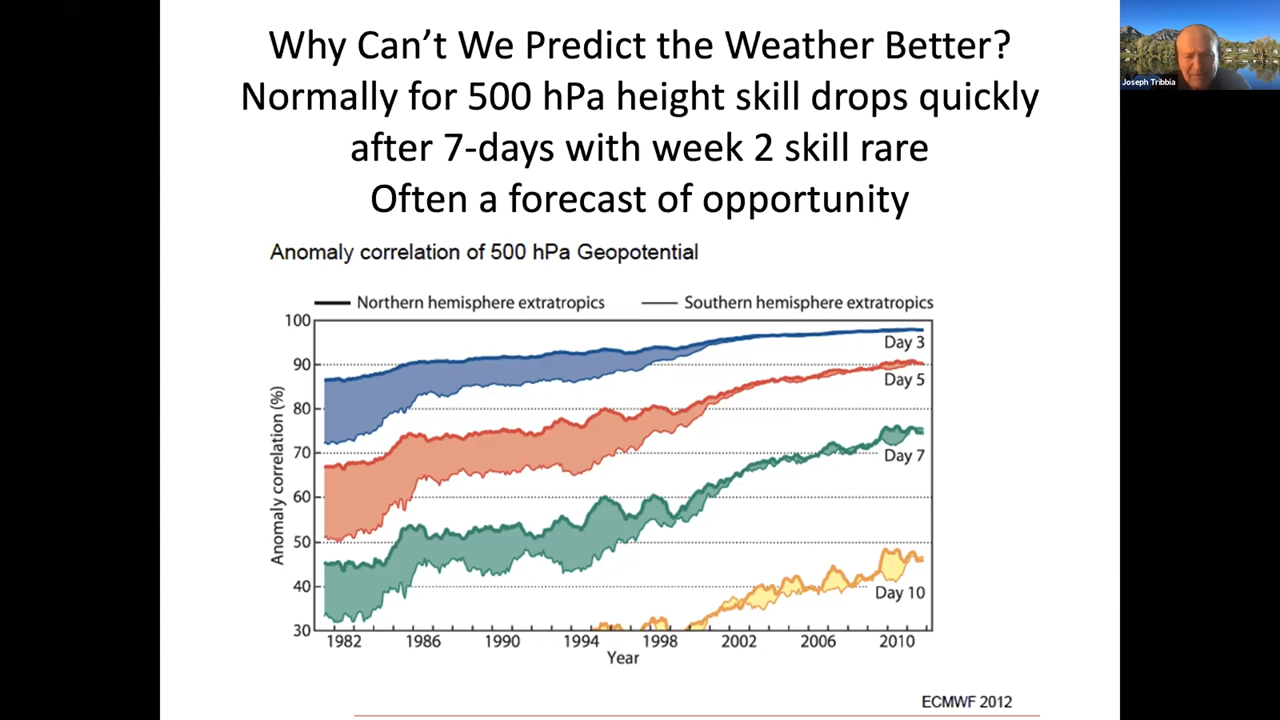 Why Can't We Predict the Weather Better?
Normally for 500 hPa height skill drops quickly
after 7-days with week 2 skill rare
Often a forecast of opportunity
Joseph Tribbia
Anomaly correlation of 500 hPa Geopotential
Northern hemisphere extratropics
Southern hemisphere extratropics
100
90
80
70
60
50
40
30
Anomaly correlation (%)
Day 3
Day 5
Day 7
Day 10
1982 1986 1990 1994 1998 2002 2006 2010
Year
ECMWF 2012